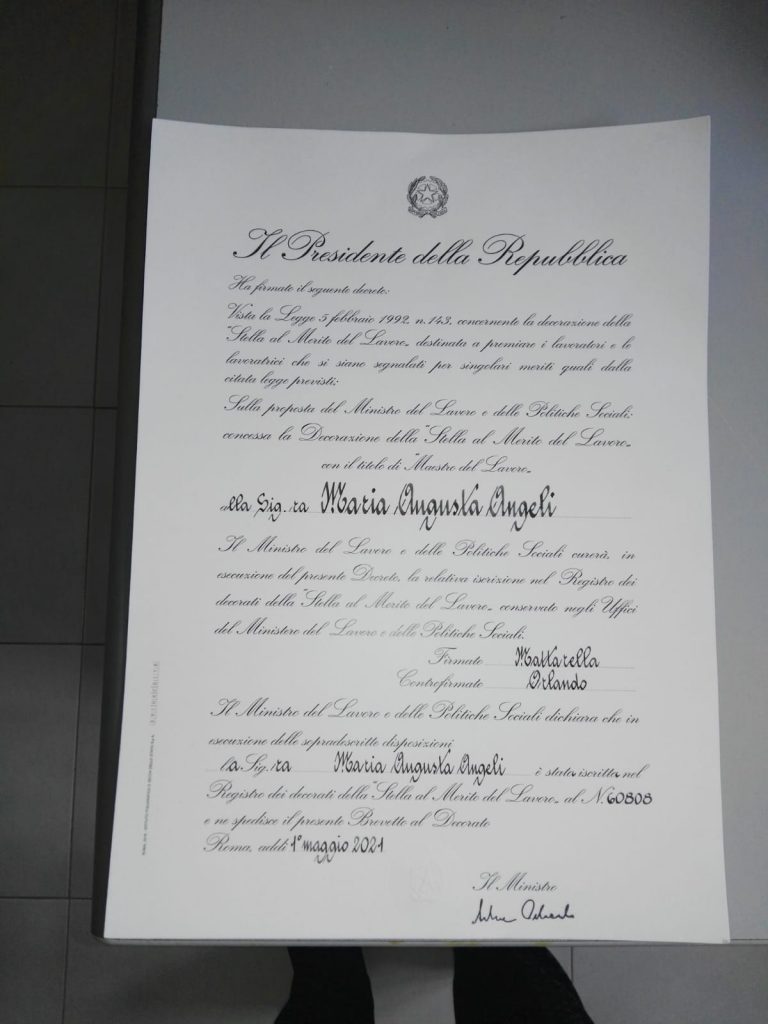 Il Presidente della Repubblica
Ha firmato il seguente decreto:
Vista la Legge 5 febbraio 1992, n. 143, concernente la decorazione della
"Stella al Merito del Lavoro„ destinata a premiare i lavoratori e le
lavoratrici che si siano segnalati per singolari meriti quali dalla
citata legge previsti;
Sulla proposta del Ministro del Lavoro e delle Politiche Sociali;
concessa la Decorazione della "Stella al Merito del Lavoro„
con il titolo di "Maestro del Lavoro„
alla Sig.ra Maria Augusta Angeli
Il Ministro del Lavoro e delle Politiche Sociali curerà, in
esecuzione del presente Decreto, la relativa iscrizione nel Registro dei
decorati della "Stella al Merito del Lavoro„ conservato negli Uffici
del Ministero del Lavoro e delle Politiche Sociali.
Firmato Mattarella
Controfirmato Orlando
Il Ministro del Lavoro e delle Politiche Sociali dichiara che in
esecuzione delle sopradescritte disposizioni
la Sig.ra Maria Augusta Angeli è stata iscritta nel
Registro dei decorati della "Stella al Merito del Lavoro„ al N. 60808
e ne spedisce il presente Brevetto al Decorato
Roma, addì 1° maggio 2021
Il Ministro